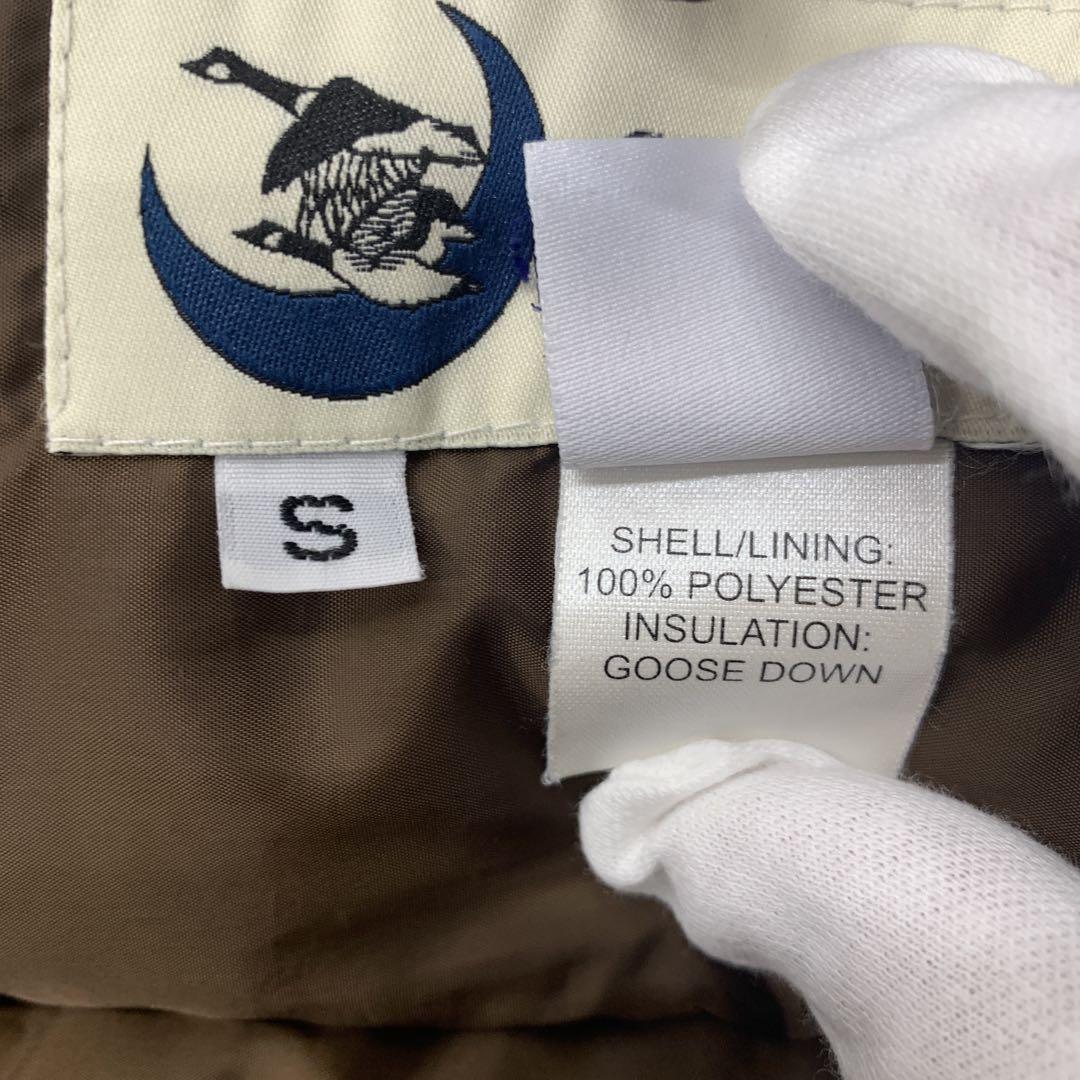 S
SHELL/LINING:
100% POLYESTER
INSULATION:
GOOSE DOWN